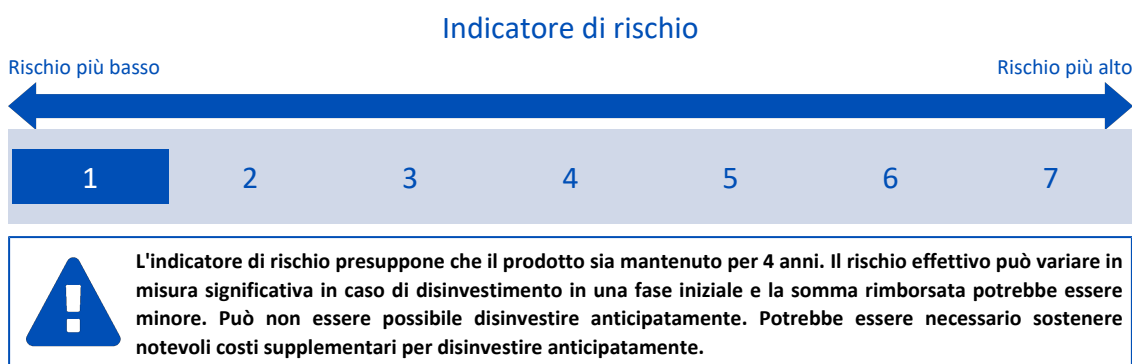 Indicatore di rischio
Rischio più basso
Rischio più alto
1 2 3 4 5 6 7
L'indicatore di rischio presuppone che il prodotto sia mantenuto per 4 anni. Il rischio effettivo può variare in
misura significativa in caso di disinvestimento in una fase iniziale e la somma rimborsata potrebbe essere
minore. Può non essere possibile disinvestire anticipatamente. Potrebbe essere necessario sostenere
notevoli costi supplementari per disinvestire anticipatamente.